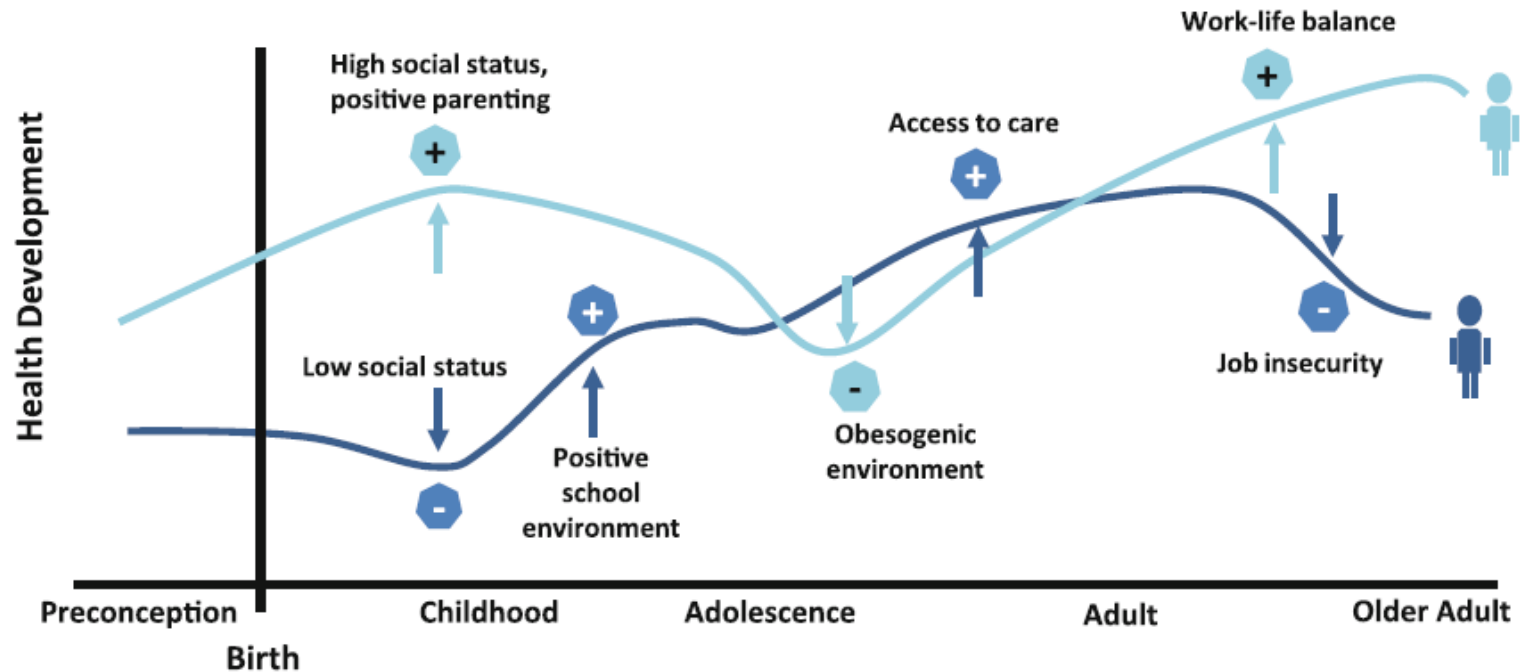 Health Development
Work-life balance
High social status,
positive parenting
+
+
Access to care
+
+
Low social status
-
Positive
school
environment
-
Obesogenic
environment
-
Job insecurity
Preconception
Birth
Childhood
Adolescence
Adult
Older Adult